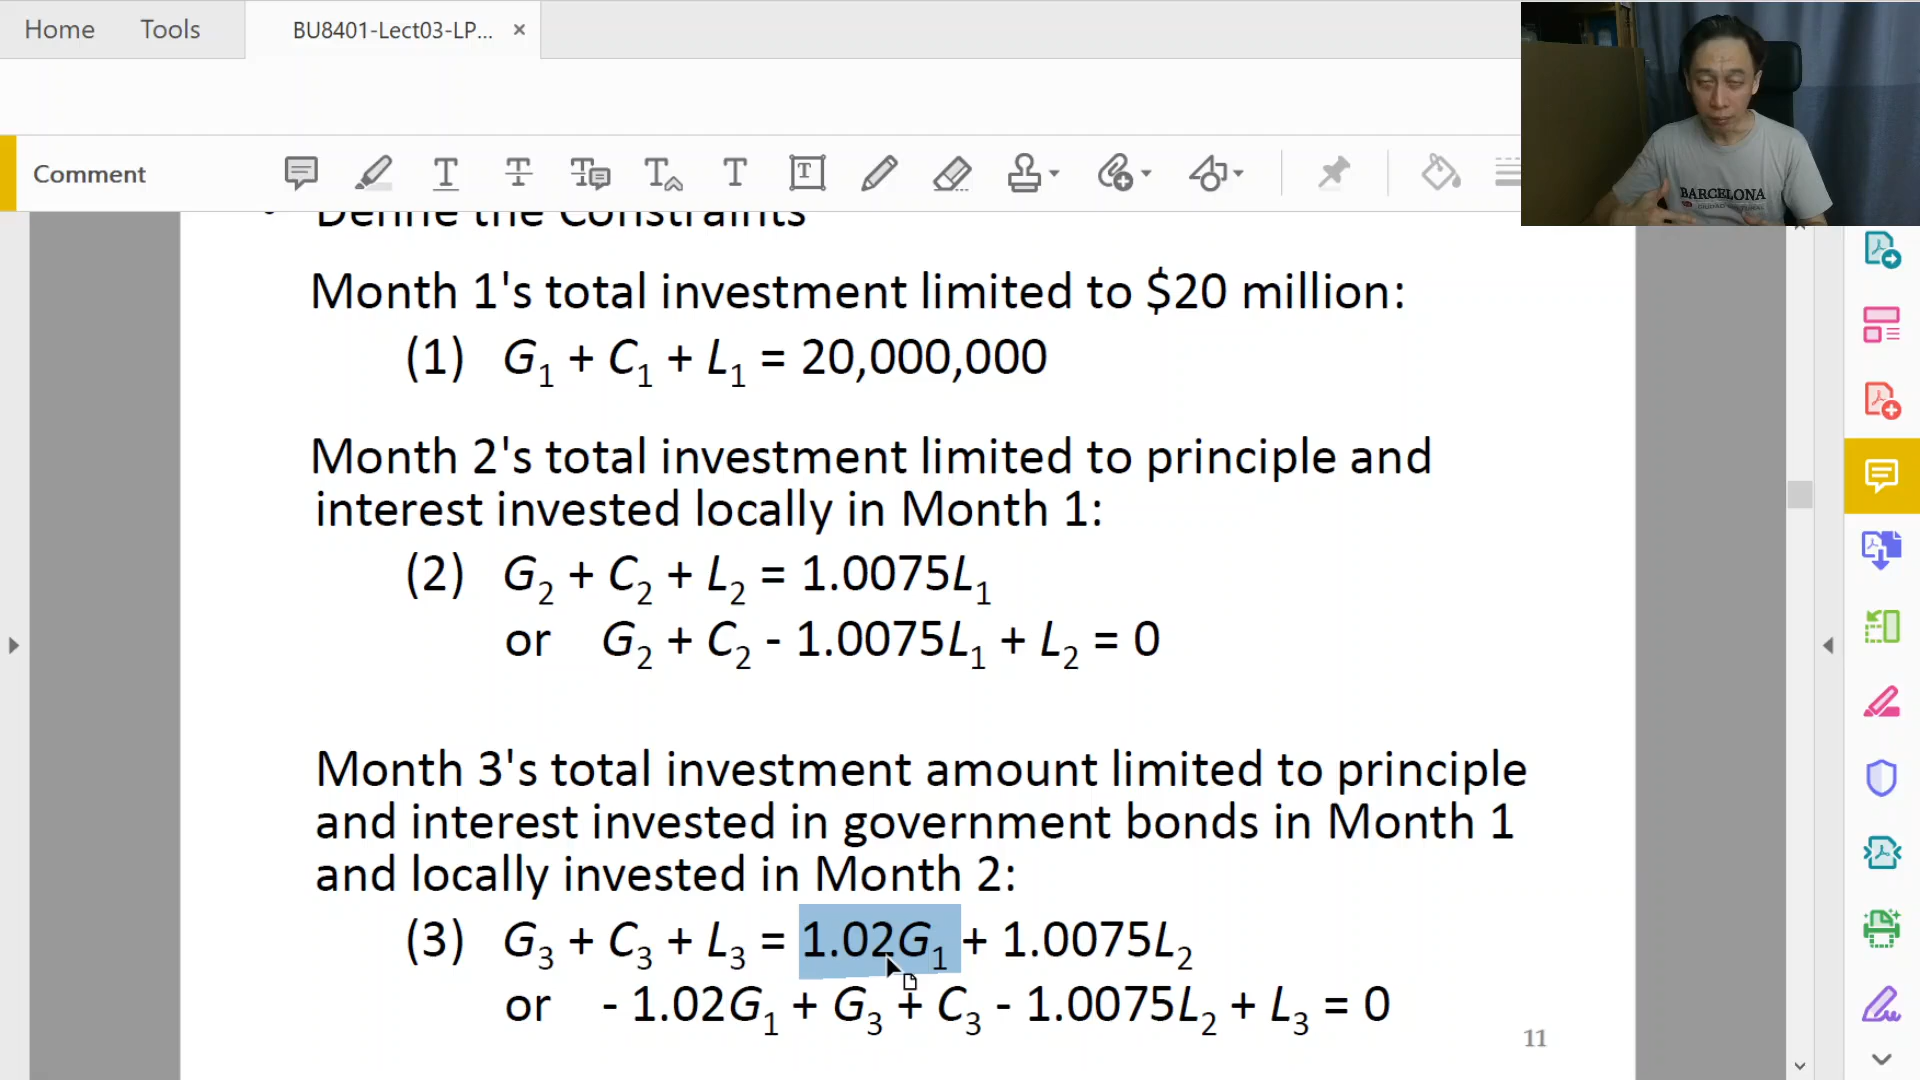 Home
Tools
BU8401-Lect03-LP...
Comment
BARCELONA
Define the Constraints
Month 1's total investment limited to $20 million:
(1) G1 + C1 + L1 = 20,000,000
Month 2's total investment limited to principle and
interest invested locally in Month 1:
(2) G2 + C2 + L2 = 1.0075L1
or G2 + C2 - 1.0075L1 + L2 = 0
Month 3's total investment amount limited to principle
and interest invested in government bonds in Month 1
and locally invested in Month 2:
(3) G3 + C3 + L3 = 1.02G1 + 1.0075L2
or - 1.02G1 + G3 + C3 - 1.0075L2 + L3 = 0
11